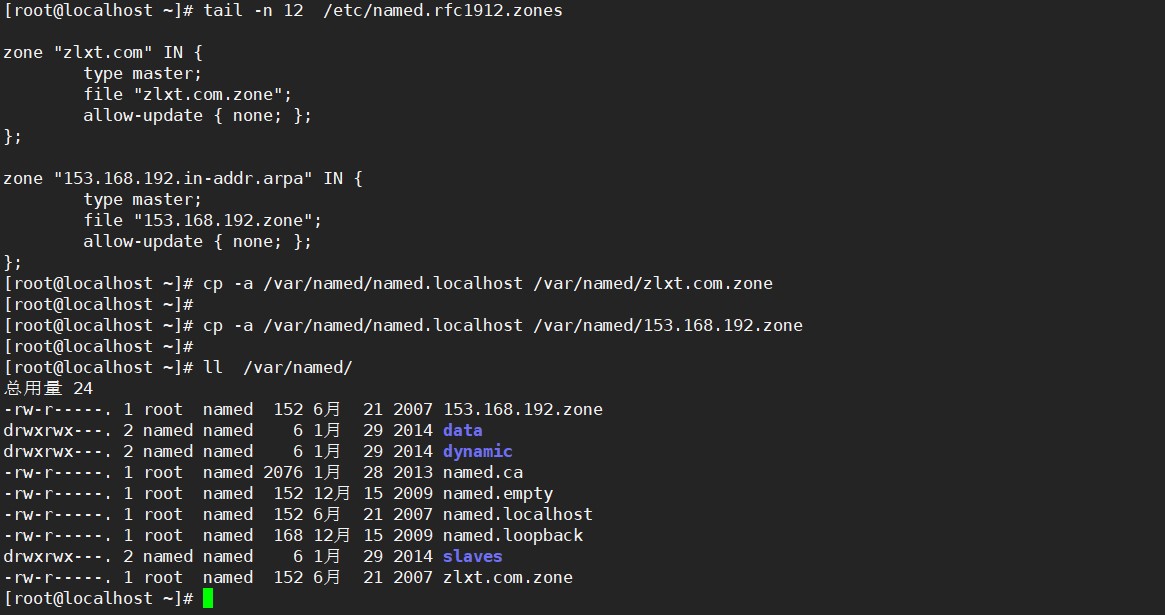 [root@localhost ~]# tail -n 12  /etc/named.rfc1912.zones

zone "zlxt.com" IN {
        type master;
        file "zlxt.com.zone";
        allow-update { none; };
};

zone "153.168.192.in-addr.arpa" IN {
        type master;
        file "153.168.192.zone";
        allow-update { none; };
};
[root@localhost ~]# cp -a /var/named/named.localhost /var/named/zlxt.com.zone
[root@localhost ~]#
[root@localhost ~]# cp -a /var/named/named.localhost /var/named/153.168.192.zone
[root@localhost ~]#
[root@localhost ~]# ll  /var/named/
总用量 24
-rw-r-----. 1 root  named  152 6月  21 2007 153.168.192.zone
drwxrwx---. 2 named named    6 1月  29 2014 data
drwxrwx---. 2 named named    6 1月  29 2014 dynamic
-rw-r-----. 1 root  named 2076 1月  28 2013 named.ca
-rw-r-----. 1 root  named  152 12月 15 2009 named.empty
-rw-r-----. 1 root  named  152 6月  21 2007 named.localhost
-rw-r-----. 1 root  named  168 12月 15 2009 named.loopback
drwxrwx---. 2 named named    6 1月  29 2014 slaves
-rw-r-----. 1 root  named  152 6月  21 2007 zlxt.com.zone
[root@localhost ~]#